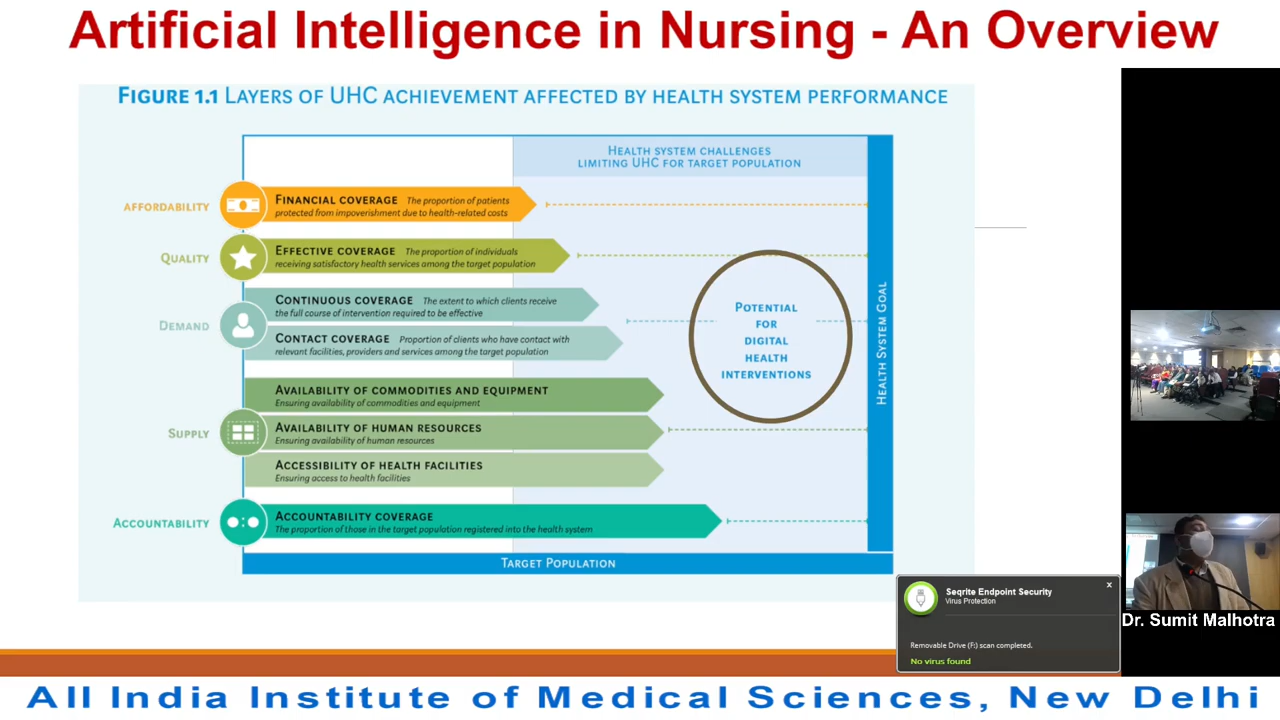 Artificial Intelligence in Nursing - An Overview
FIGURE 1.1 LAYERS OF UHC ACHIEVEMENT AFFECTED BY HEALTH SYSTEM PERFORMANCE
HEALTH SYSTEM CHALLENGES
LIMITING UHC FOR TARGET POPULATION
AFFORDABILITY
FINANCIAL COVERAGE The proportion of patients
protected from impoverishment due to health-related costs
QUALITY
EFFECTIVE COVERAGE The proportion of individuals
receiving satisfactory health services among the target population
DEMAND
CONTINUOUS COVERAGE The extent to which clients receive
the full course of intervention required to be effective
CONTACT COVERAGE Proportion of clients who have contact with
relevant facilities, providers and services among the target population
POTENTIAL
FOR
DIGITAL
HEALTH
INTERVENTIONS
HEALTH SYSTEM GOAL
SUPPLY
AVAILABILITY OF COMMODITIES AND EQUIPMENT
Ensuring availability of commodities and equipment
AVAILABILITY OF HUMAN RESOURCES
Ensuring availability of human resources
ACCESSIBILITY OF HEALTH FACILITIES
Ensuring access to health facilities
ACCOUNTABILITY
ACCOUNTABILITY COVERAGE
The proportion of those in the target population registered into the health system
TARGET POPULATION
Seqrite Endpoint Security
x
Virus Protection
Removable Drive (F:) scan completed.
No virus found
Dr. Sumit Malhotra
All India Institute of Medical Sciences, New Delhi